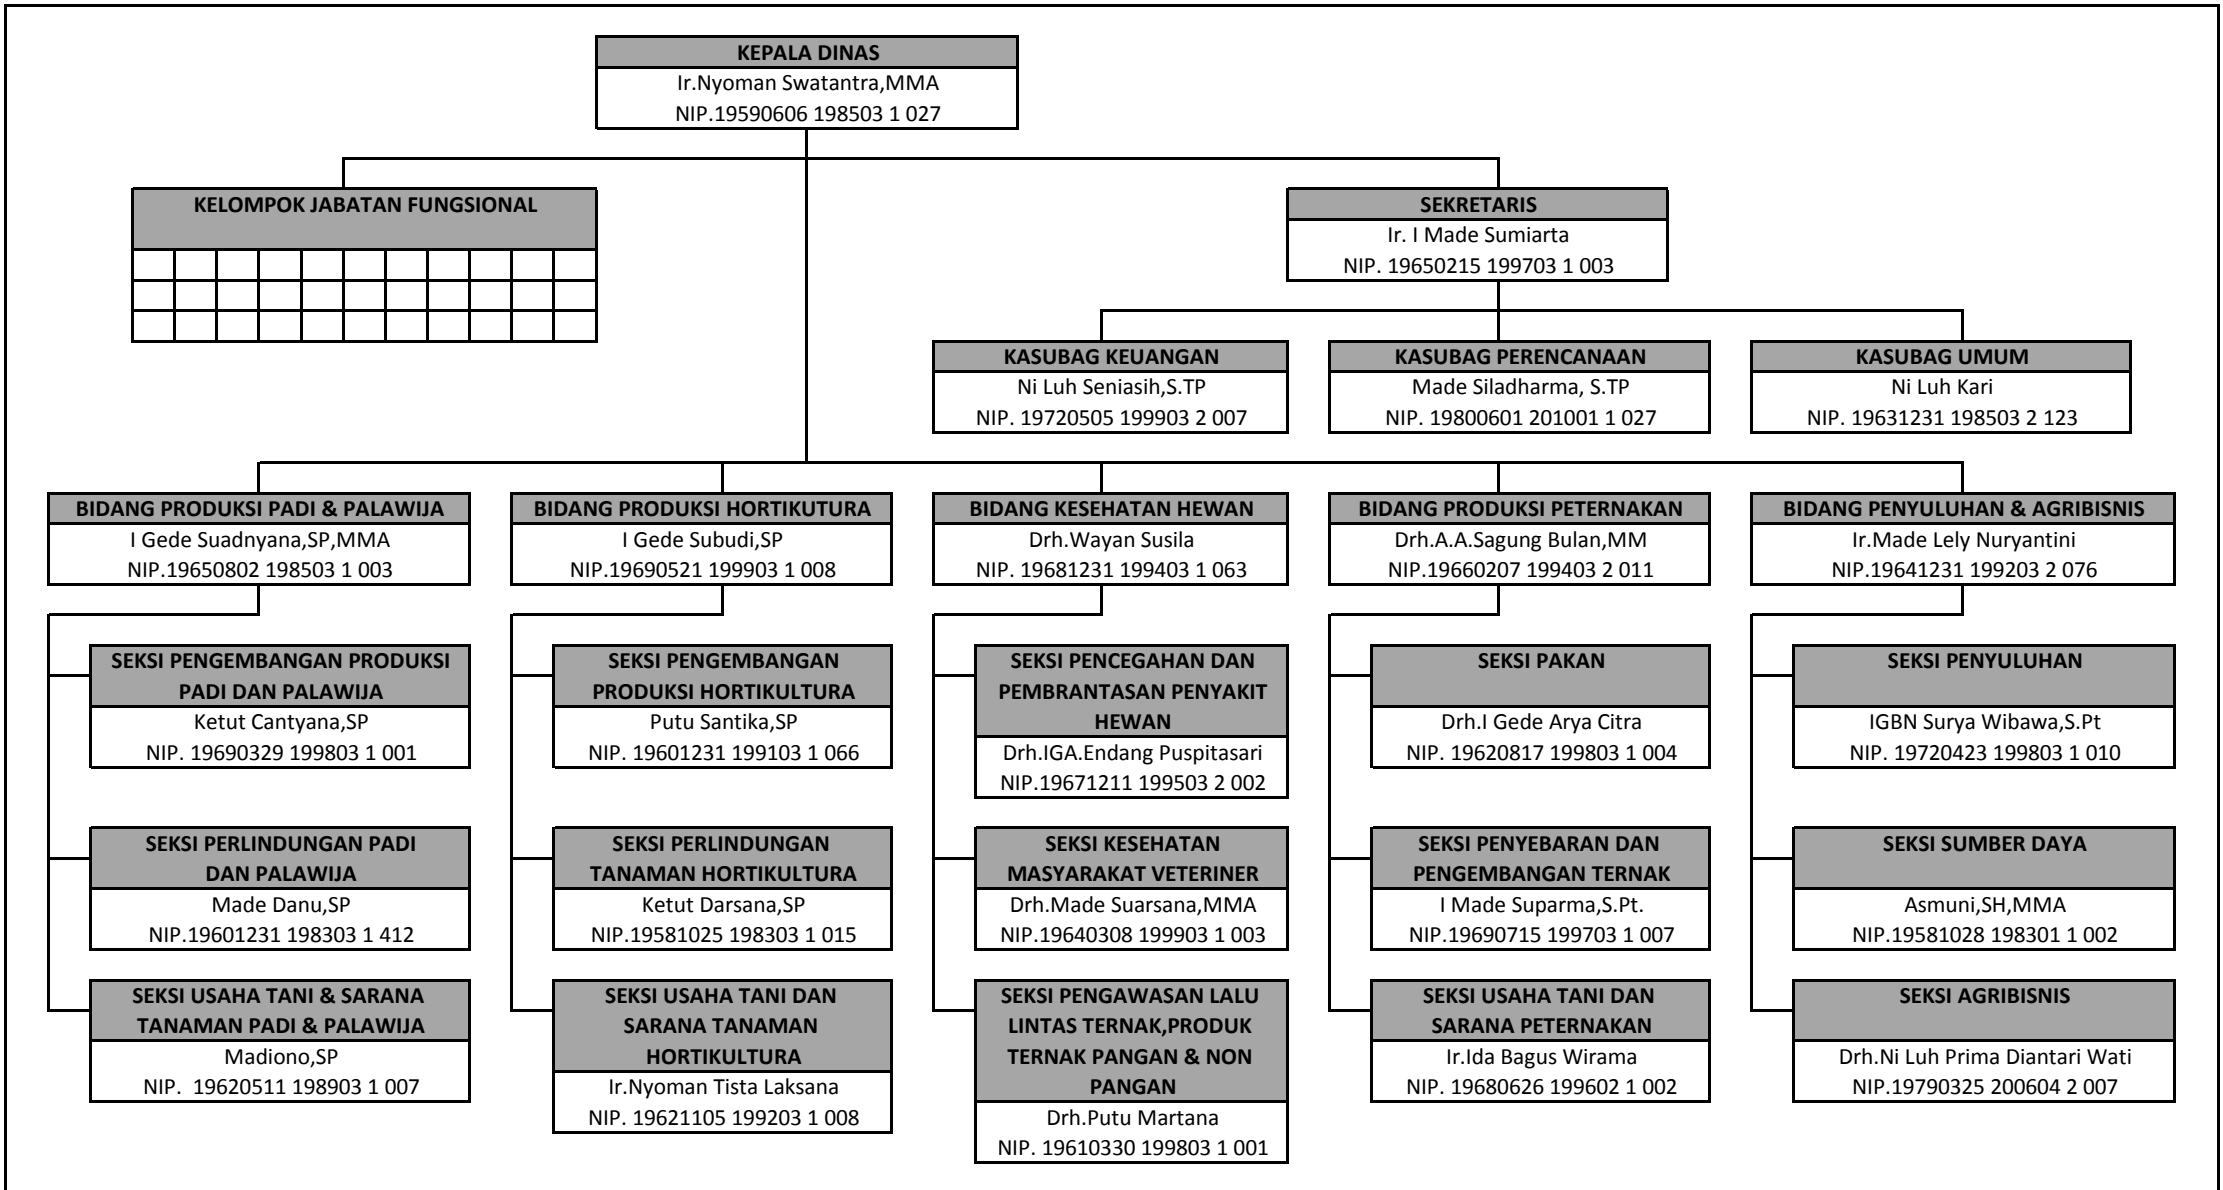 KEPALA DINAS
Ir.Nyoman Swatantra,MMA
NIP.19590606 198503 1 027
KELOMPOK JABATAN FUNGSIONAL
SEKRETARIS
Ir. I Made Sumiarta
NIP. 19650215 199703 1 003
KASUBAG KEUANGAN
Ni Luh Seniasih,S.TP
NIP. 19720505 199903 2 007
KASUBAG PERENCANAAN
Made Siladharma, S.TP
NIP. 19800601 201001 1 027
KASUBAG UMUM
Ni Luh Kari
NIP. 19631231 198503 2 123
BIDANG PRODUKSI PADI & PALAWIJA
I Gede Suadnyana,SP,MMA
NIP.19650802 198503 1 003
BIDANG PRODUKSI HORTIKUTURA
I Gede Subudi,SP
NIP.19690521 199903 1 008
BIDANG KESEHATAN HEWAN
Drh.Wayan Susila
NIP. 19681231 199403 1 063
BIDANG PRODUKSI PETERNAKAN
Drh.A.A.Sagung Bulan,MM
NIP.19660207 199403 2 011
BIDANG PENYULUHAN & AGRIBISNIS
Ir.Made Lely Nuryantini
NIP.19641231 199203 2 076
SEKSI PENGEMBANGAN PRODUKSI
PADI DAN PALAWIJA
Ketut Cantyana,SP
NIP. 19690329 199803 1 001
SEKSI PENGEMBANGAN
PRODUKSI HORTIKULTURA
Putu Santika,SP
NIP. 19601231 199103 1 066
SEKSI PENCEGAHAN DAN
PEMBRANTASAN PENYAKIT
HEWAN
Drh.IGA.Endang Puspitasari
NIP.19671211 199503 2 002
SEKSI PAKAN
Drh.I Gede Arya Citra
NIP. 19620817 199803 1 004
SEKSI PENYULUHAN
IGBN Surya Wibawa,S.Pt
NIP. 19720423 199803 1 010
SEKSI PERLINDUNGAN PADI
DAN PALAWIJA
Made Danu,SP
NIP.19601231 198303 1 412
SEKSI PERLINDUNGAN
TANAMAN HORTIKULTURA
Ketut Darsana,SP
NIP.19581025 198303 1 015
SEKSI KESEHATAN
MASYARAKAT VETERINER
Drh.Made Suarsana,MMA
NIP.19640308 199903 1 003
SEKSI PENYEBARAN DAN
PENGEMBANGAN TERNAK
I Made Suparma,S.Pt.
NIP.19690715 199703 1 007
SEKSI SUMBER DAYA
Asmuni,SH,MMA
NIP.19581028 198301 1 002
SEKSI USAHA TANI & SARANA
TANAMAN PADI & PALAWIJA
Madiono,SP
NIP.  19620511 198903 1 007
SEKSI USAHA TANI DAN
SARANA TANAMAN
HORTIKULTURA
Ir.Nyoman Tista Laksana
NIP. 19621105 199203 1 008
SEKSI PENGAWASAN LALU
LINTAS TERNAK,PRODUK
TERNAK PANGAN & NON
PANGAN
Drh.Putu Martana
NIP. 19610330 199803 1 001
SEKSI USAHA TANI DAN
SARANA PETERNAKAN
Ir.Ida Bagus Wirama
NIP. 19680626 199602 1 002
SEKSI AGRIBISNIS
Drh.Ni Luh Prima Diantari Wati
NIP.19790325 200604 2 007